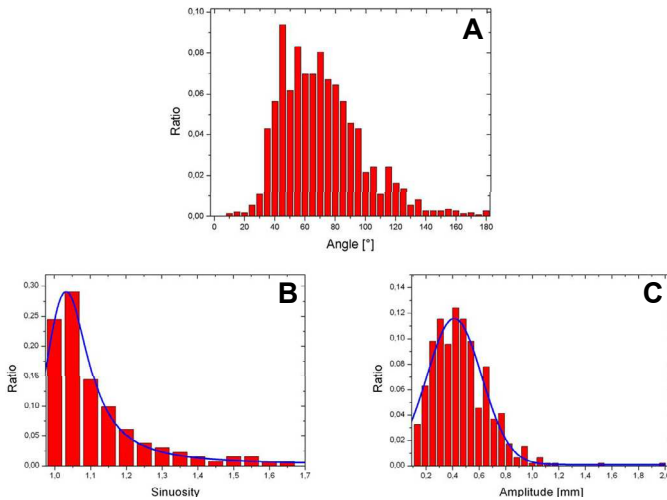 A
0,10
0,08
0,06
0,04
0,02
0,00
Ratio
0 20 40 60 80 100 120 140 160 180
Angle [°]
B
0,30
0,25
0,20
0,15
0,10
0,05
0,00
Ratio
1,0 1,1 1,2 1,3 1,4 1,5 1,6 1,7
Sinuosity
C
0,14
0,12
0,10
0,08
0,06
0,04
0,02
0,00
Ratio
0,2 0,4 0,6 0,8 1,0 1,2 1,4 1,6 1,8 2,0
Amplitude [mm]